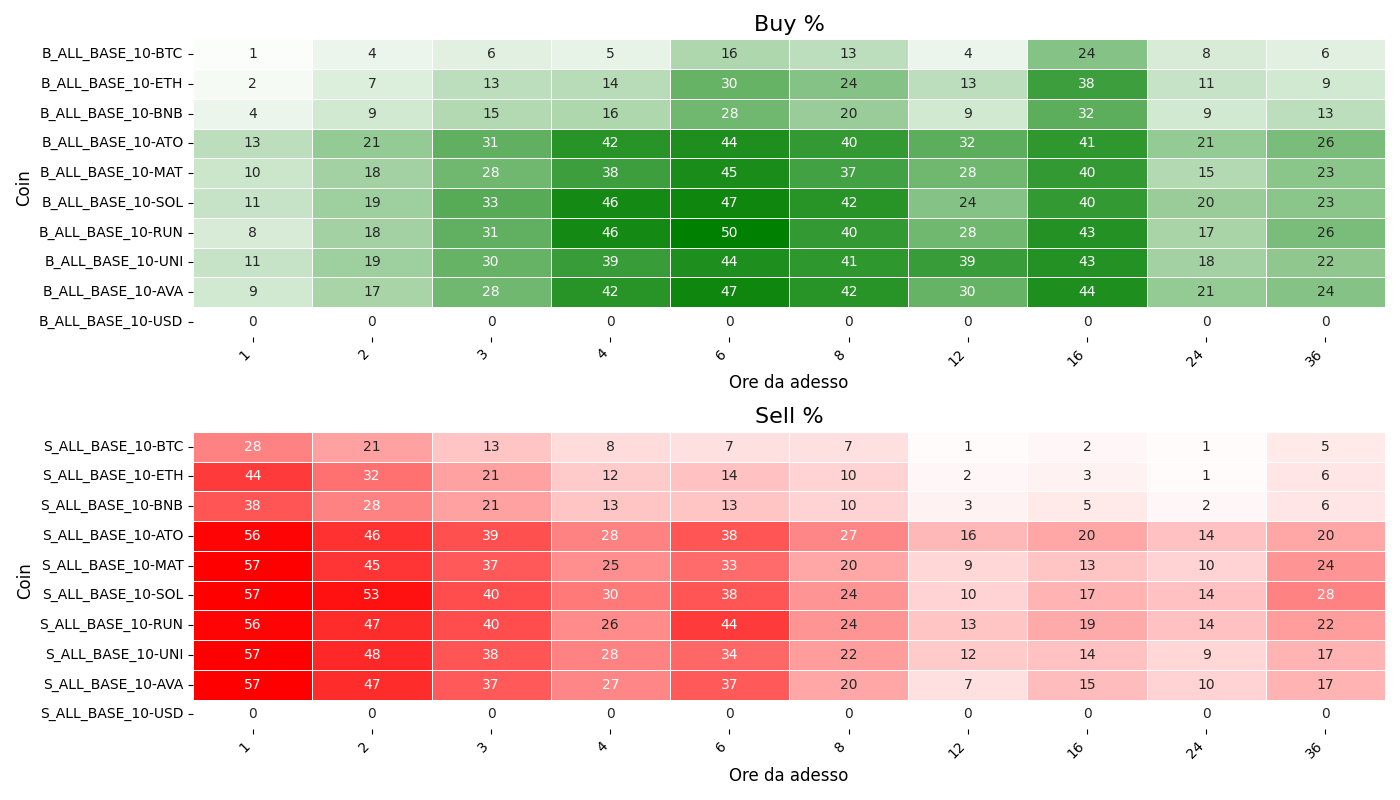 Buy %
Coin
B_ALL_BASE_10-BTC 1 4 6 5 16 13 4 24 8 6
B_ALL_BASE_10-ETH 2 7 13 14 30 24 13 38 11 9
B_ALL_BASE_10-BNB 4 9 15 16 28 20 9 32 9 13
B_ALL_BASE_10-ATO 13 21 31 42 44 40 32 41 21 26
B_ALL_BASE_10-MAT 10 18 28 38 45 37 28 40 15 23
B_ALL_BASE_10-SOL 11 19 33 46 47 42 24 40 20 23
B_ALL_BASE_10-RUN 8 18 31 46 50 40 28 43 17 26
B_ALL_BASE_10-UNI 11 19 30 39 44 41 39 43 18 22
B_ALL_BASE_10-AVA 9 17 28 42 47 42 30 44 21 24
B_ALL_BASE_10-USD 0 0 0 0 0 0 0 0 0 0
1 2 3 4 6 8 12 16 24 36
Ore da adesso
Sell %
Coin
S_ALL_BASE_10-BTC 28 21 13 8 7 7 1 2 1 5
S_ALL_BASE_10-ETH 44 32 21 12 14 10 2 3 1 6
S_ALL_BASE_10-BNB 38 28 21 13 13 10 3 5 2 6
S_ALL_BASE_10-ATO 56 46 39 28 38 27 16 20 14 20
S_ALL_BASE_10-MAT 57 45 37 25 33 20 9 13 10 24
S_ALL_BASE_10-SOL 57 53 40 30 38 24 10 17 14 28
S_ALL_BASE_10-RUN 56 47 40 26 44 24 13 19 14 22
S_ALL_BASE_10-UNI 57 48 38 28 34 22 12 14 9 17
S_ALL_BASE_10-AVA 57 47 37 27 37 20 7 15 10 17
S_ALL_BASE_10-USD 0 0 0 0 0 0 0 0 0 0
1 2 3 4 6 8 12 16 24 36
Ore da adesso